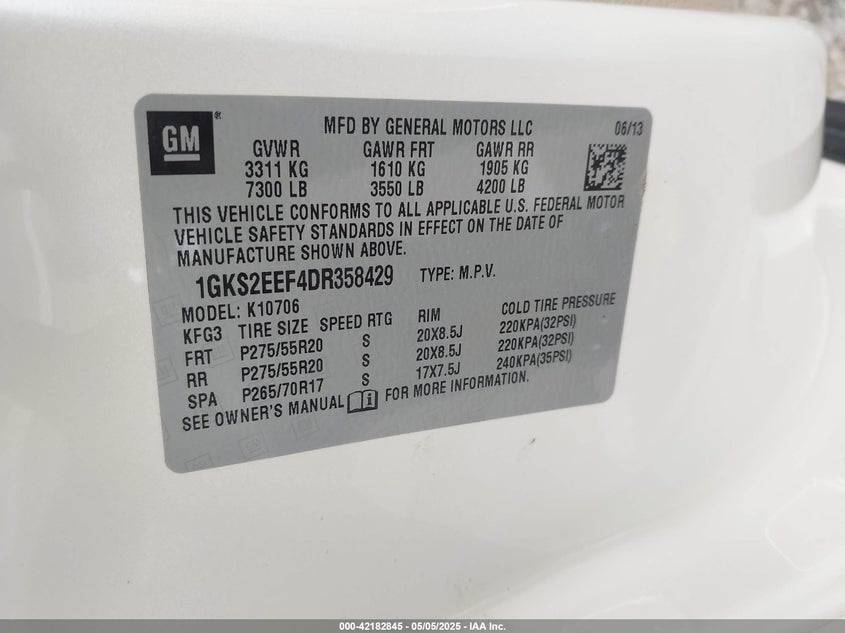 GM ®
MFD BY GENERAL MOTORS LLC 06/13
GVWR GAWR FRT GAWR RR
3311 KG 1610 KG 1905 KG
7300 LB 3550 LB 4200 LB
THIS VEHICLE CONFORMS TO ALL APPLICABLE U.S. FEDERAL MOTOR
VEHICLE SAFETY STANDARDS IN EFFECT ON THE DATE OF
MANUFACTURE SHOWN ABOVE.
1GKS2EEF4DR358429 TYPE: M.P.V.
MODEL: K10706
KFG3 TIRE SIZE SPEED RTG RIM COLD TIRE PRESSURE
FRT P275/55R20 S 20X8.5J 220KPA(32PSI)
RR P275/55R20 S 20X8.5J 220KPA(32PSI)
SPA P265/70R17 S 17X7.5J 240KPA(35PSI)
SEE OWNER'S MANUAL i FOR MORE INFORMATION.
000-42182845 - 05/05/2025 - IAA Inc.